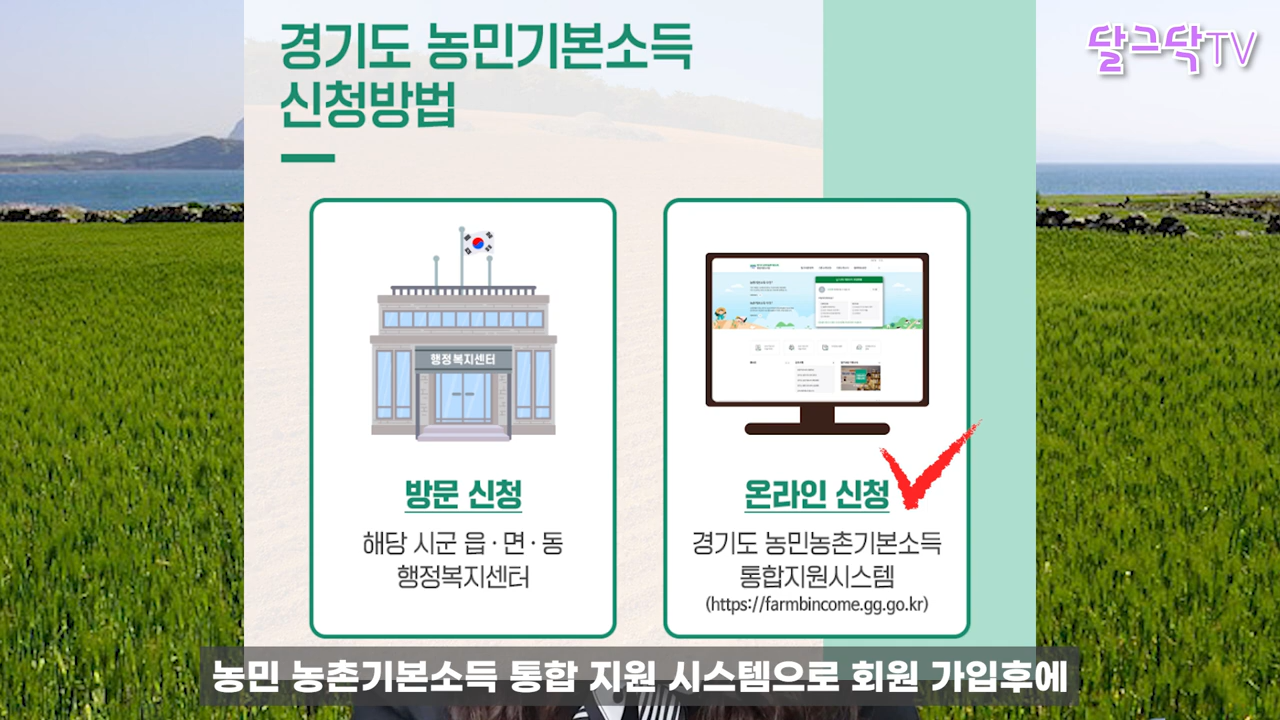 경기도 농민기본소득
신청방법
달그닥TV
행정복지센터
방문 신청
해당 시군 읍·면·동
행정복지센터
온라인 신청
경기도 농민농촌기본소득
통합지원시스템
(https://farmbincome.gg.go.kr)
농민 농촌기본소득 통합 지원 시스템으로 회원 가입후에